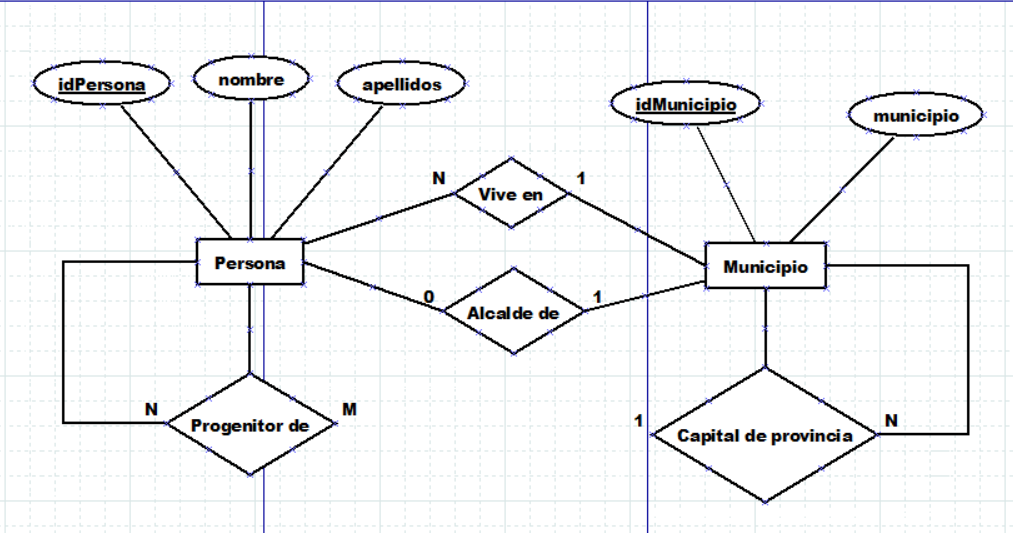 idPersona
nombre
apellidos
idMunicipio
municipio
N
Vive en
1
Persona
Municipio
0
Alcalde de
1
N
Progenitor de
M
1
Capital de provincia
N